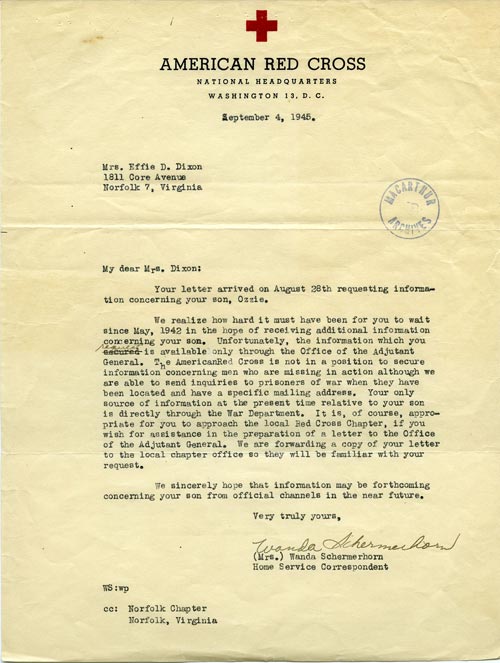 AMERICAN RED CROSS
NATIONAL HEADQUARTERS
WASHINGTON 13, D. C.
September 4, 1945.
Mrs. Effie D. Dixon
1811 Core Avenue
Norfolk 7, Virginia
MACARTHUR
ARCHIVES
My dear Mrs. Dixon:
Your letter arrived on August 28th requesting informa-
tion concerning your son, Ozzie.
We realize how hard it must have been for you to wait
since May, 1942 in the hope of receiving additional information
concerning your son. Unfortunately, the information which you
request
secured is available only through the Office of the Adjutant
General. The AmericanRed Cross is not in a position to secure
information concerning men who are missing in action although we
are able to send inquiries to prisoners of war when they have
been located and have a specific mailing address. Your only
source of information at the present time relative to your son
is directly through the War Department. It is, of course, appro-
priate for you to approach the local Red Cross Chapter, if you
wish for assistance in the preparation of a letter to the Office
of the Adjutant General. We are forwarding a copy of your letter
to the local chapter office so they will be familiar with your
request.
We sincerely hope that information may be forthcoming
concerning your son from official channels in the near future.
Very truly yours,
Wanda Schermerhorn
(Mrs.) Wanda Schermerhorn
Home Service Correspondent
WS:wp
cc: Norfolk Chapter
Norfolk, Virginia